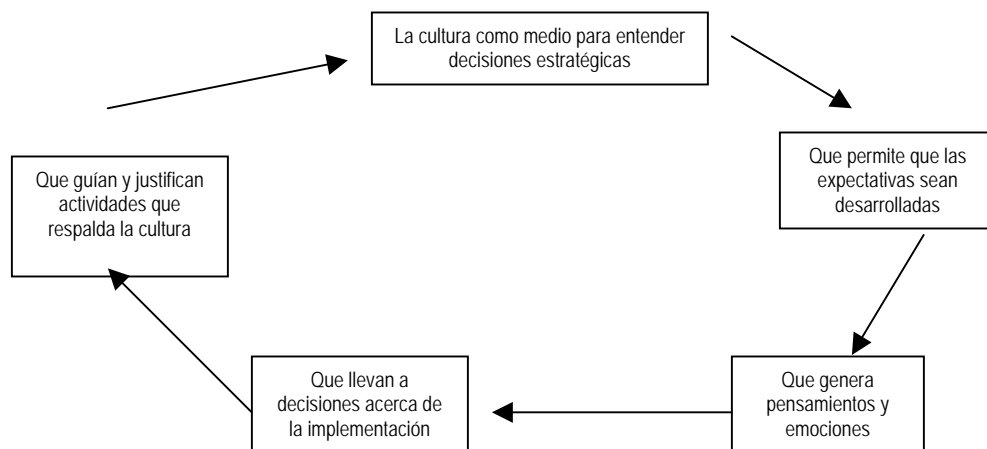 La cultura como medio para entender
decisiones estratégicas
Que permite que las
expectativas sean
desarrolladas
Que genera
pensamientos y
emociones
Que llevan a
decisiones acerca de
la implementación
Que guían y justifican
actividades que
respalda la cultura